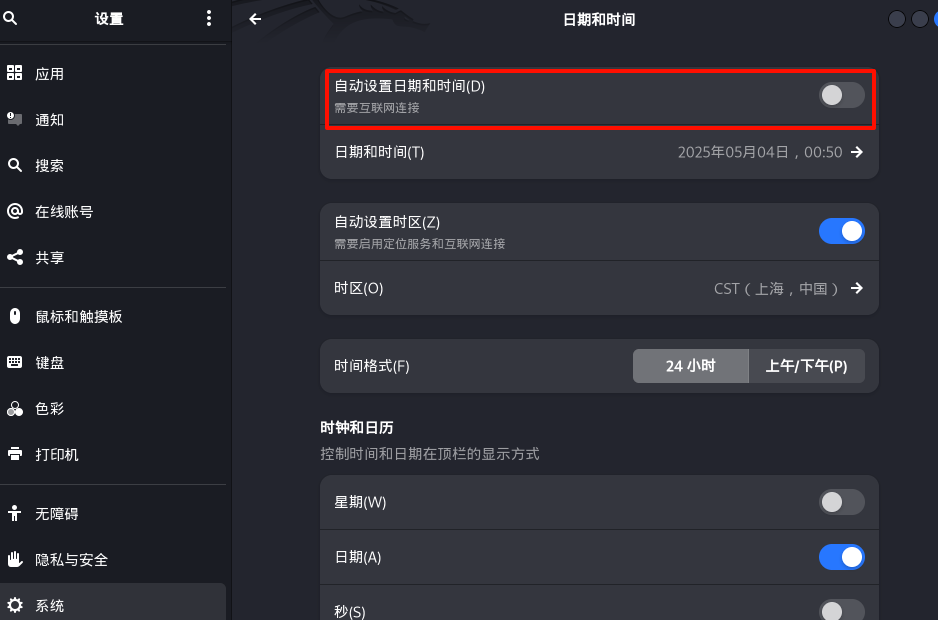 设置
应用
通知
搜索
在线账号
共享
鼠标和触摸板
键盘
色彩
打印机
无障碍
隐私与安全
系统
日期和时间
自动设置日期和时间(D)
需要互联网连接
日期和时间(T) 2025年05月04日，00:50
自动设置时区(Z)
需要启用定位服务和互联网连接
时区(O) CST（上海，中国）
时间格式(F) 24 小时 上午/下午(P)
时钟和日历
控制时间和日期在顶栏的显示方式
星期(W)
日期(A)
秒(S)